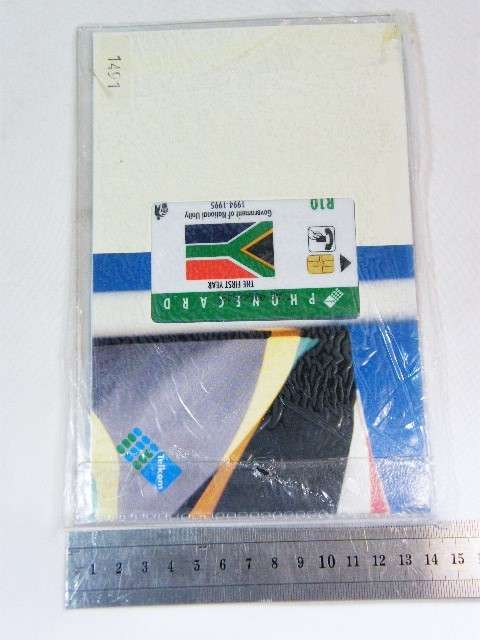 1491
PHONECARD
THE FIRST YEAR
Government of National Unity
1994-1995
R10
Telkom
1 2 3 4 5 6 7 8 9 10 11 12 13 14 15